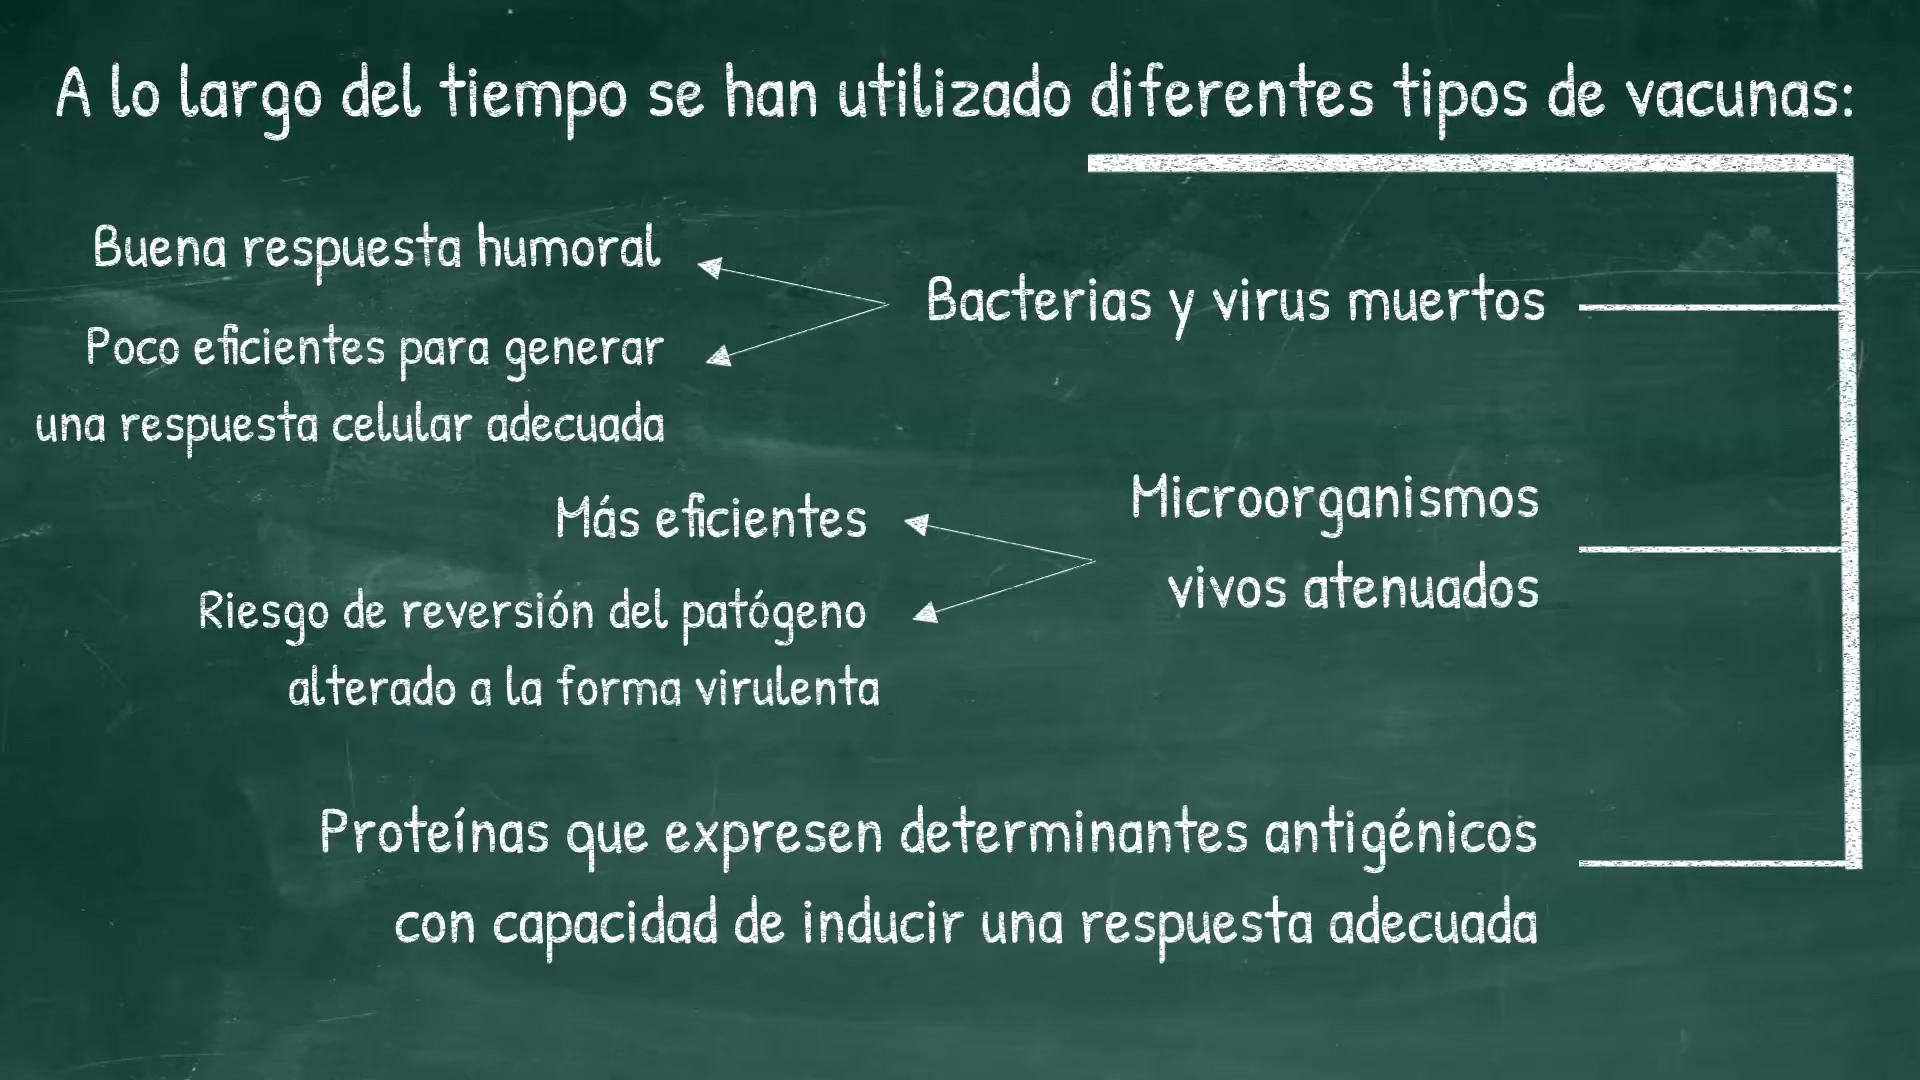 A lo largo del tiempo se han utilizado diferentes tipos de vacunas:
Bacterias y virus muertos
Buena respuesta humoral
Poco eficientes para generar
una respuesta celular adecuada
Microorganismos
vivos atenuados
Más eficientes
Riesgo de reversión del patógeno
alterado a la forma virulenta
Proteínas que expresen determinantes antigénicos
con capacidad de inducir una respuesta adecuada